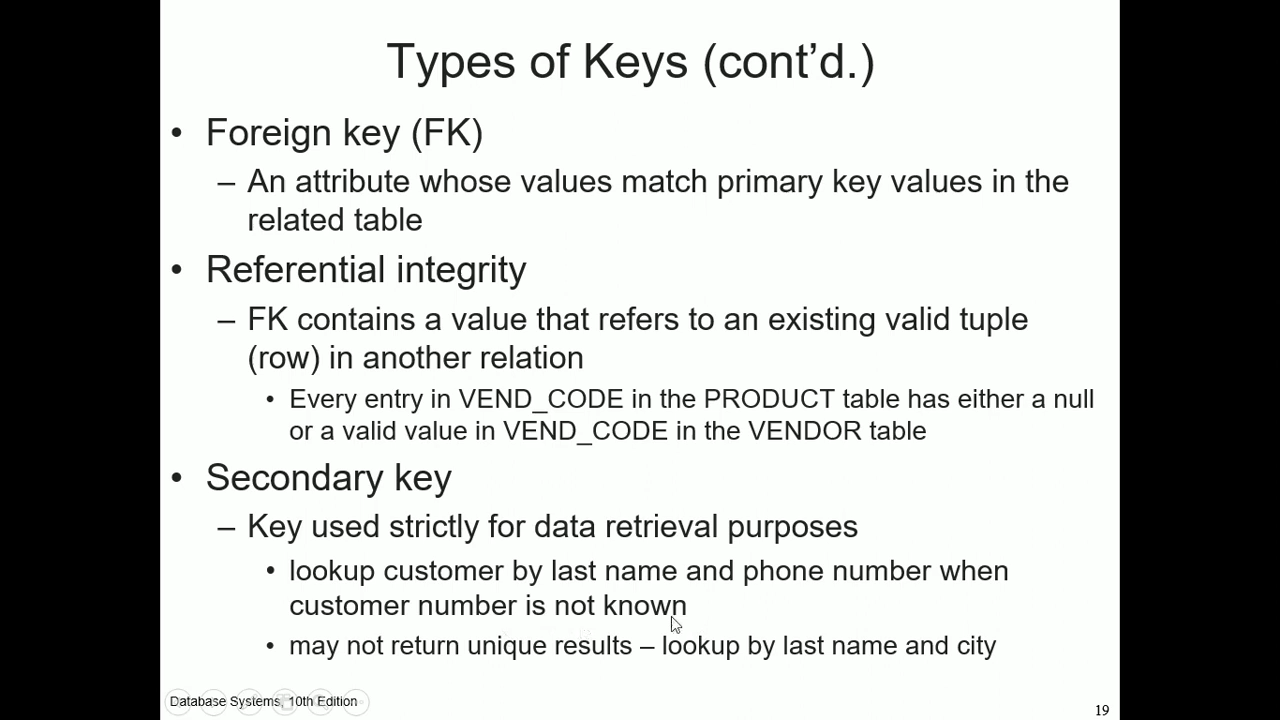 Types of Keys (cont’d.)
• Foreign key (FK)
– An attribute whose values match primary key values in the
related table
• Referential integrity
– FK contains a value that refers to an existing valid tuple
(row) in another relation
• Every entry in VEND_CODE in the PRODUCT table has either a null
or a valid value in VEND_CODE in the VENDOR table
• Secondary key
– Key used strictly for data retrieval purposes
• lookup customer by last name and phone number when
customer number is not known
• may not return unique results – lookup by last name and city
Database Systems, 10th Edition
19